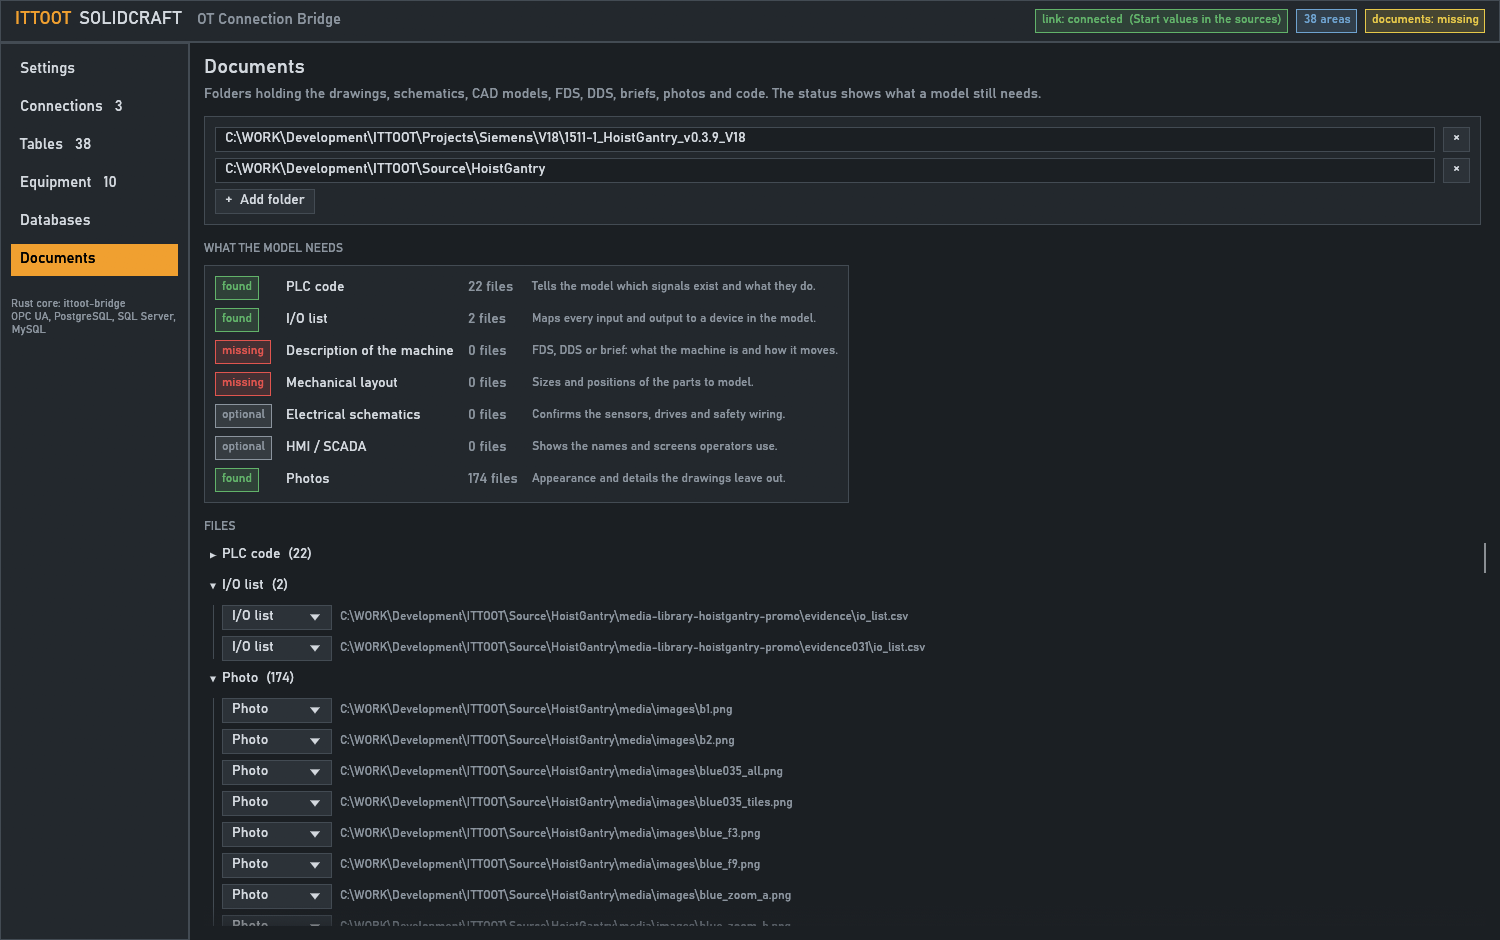 ITTOOT SOLIDCRAFT OT Connection Bridge link: connected (Start values in the sources) 38 areas documents: missing
Settings
Connections 3
Tables 38
Equipment 10
Databases
Documents
Rust core: ittoot-bridge
OPC UA, PostgreSQL, SQL Server,
MySQL
Documents
Folders holding the drawings, schematics, CAD models, FDS, DDS, briefs, photos and code. The status shows what a model still needs.
C:\WORK\Development\ITTOOT\Projects\Siemens\V18\1511-1_HoistGantry_v0.3.9_V18 ×
C:\WORK\Development\ITTOOT\Source\HoistGantry ×
+ Add folder
WHAT THE MODEL NEEDS
found PLC code 22 files Tells the model which signals exist and what they do.
found I/O list 2 files Maps every input and output to a device in the model.
missing Description of the machine 0 files FDS, DDS or brief: what the machine is and how it moves.
missing Mechanical layout 0 files Sizes and positions of the parts to model.
optional Electrical schematics 0 files Confirms the sensors, drives and safety wiring.
optional HMI / SCADA 0 files Shows the names and screens operators use.
found Photos 174 files Appearance and details the drawings leave out.
FILES
PLC code (22)
I/O list (2)
I/O list C:\WORK\Development\ITTOOT\Source\HoistGantry\media-library-hoistgantry-promo\evidence\io_list.csv
I/O list C:\WORK\Development\ITTOOT\Source\HoistGantry\media-library-hoistgantry-promo\evidence031\io_list.csv
Photo (174)
Photo C:\WORK\Development\ITTOOT\Source\HoistGantry\media\images\b1.png
Photo C:\WORK\Development\ITTOOT\Source\HoistGantry\media\images\b2.png
Photo C:\WORK\Development\ITTOOT\Source\HoistGantry\media\images\blue035_all.png
Photo C:\WORK\Development\ITTOOT\Source\HoistGantry\media\images\blue035_tiles.png
Photo C:\WORK\Development\ITTOOT\Source\HoistGantry\media\images\blue_f3.png
Photo C:\WORK\Development\ITTOOT\Source\HoistGantry\media\images\blue_f9.png
Photo C:\WORK\Development\ITTOOT\Source\HoistGantry\media\images\blue_zoom_a.png
Photo C:\WORK\Development\ITTOOT\Source\HoistGantry\media\images\blue_zoom_b.png